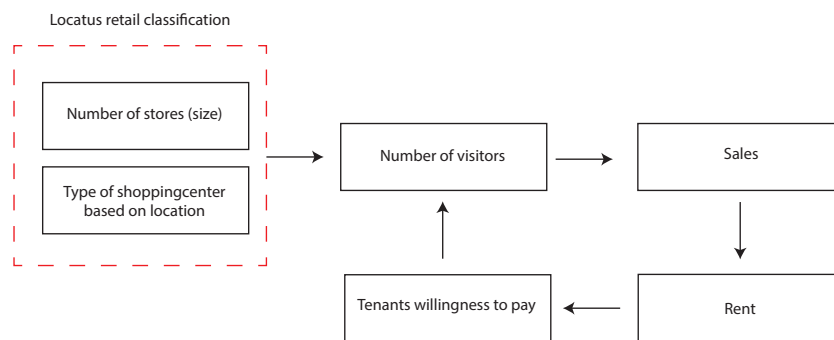 Locatus retail classification
Number of stores (size)
Number of visitors
Sales
Type of shoppingcenter
based on location
Tenants willingness to pay
Rent